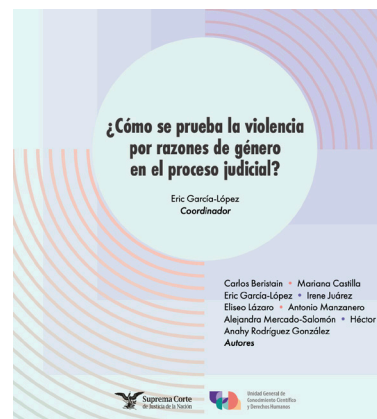 ¿Cómo se prueba la violencia
por razones de género
en el proceso judicial?
Eric García-López
Coordinador
Carlos Beristain • Mariana Castilla
Eric García-López • Irene Juárez
Eliseo Lázaro • Antonio Manzanero
Alejandra Mercado-Salomón • Héctor
Anahy Rodríguez González
Autores
Suprema Corte
de Justicia de la Nación
Unidad General de
Conocimiento Científico
y Derechos Humanos